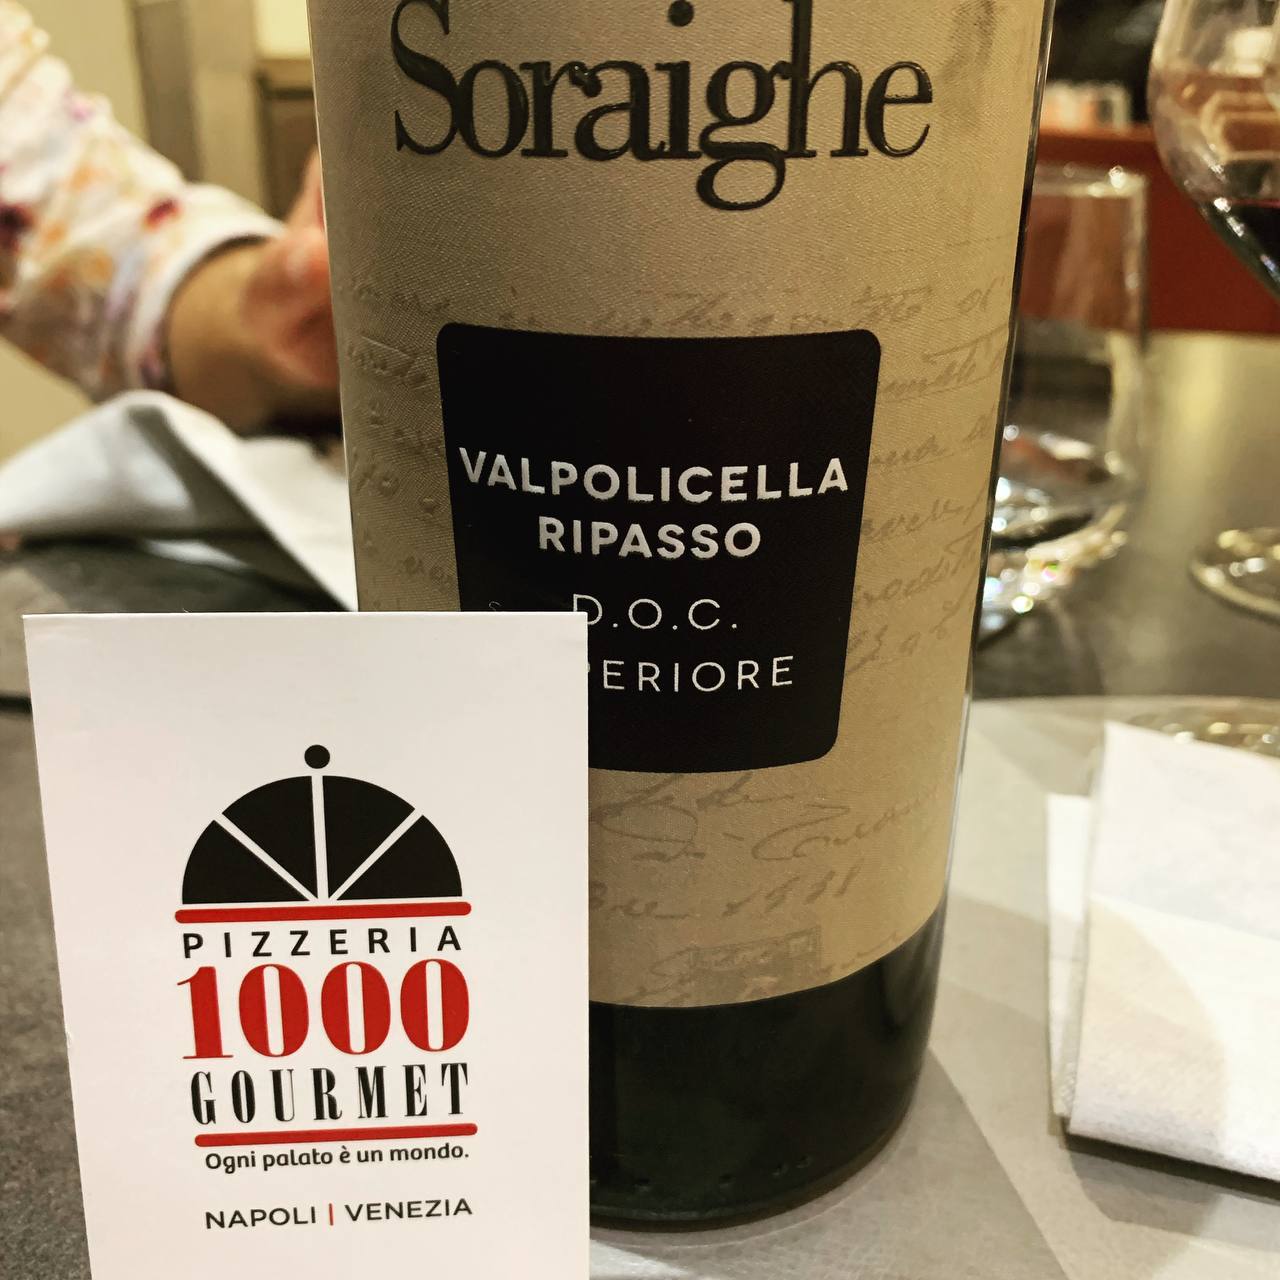 Soraighe
VALPOLICELLA
RIPASSO
D.O.C.
PERIORE
PIZZERIA
1000
GOURMET
Ogni palato è un mondo.
NAPOLI | VENEZIA